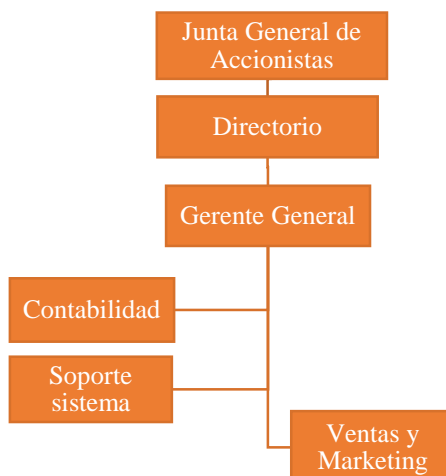 Junta General de
Accionistas
Directorio
Gerente General
Contabilidad
Soporte
sistema
Ventas y
Marketing